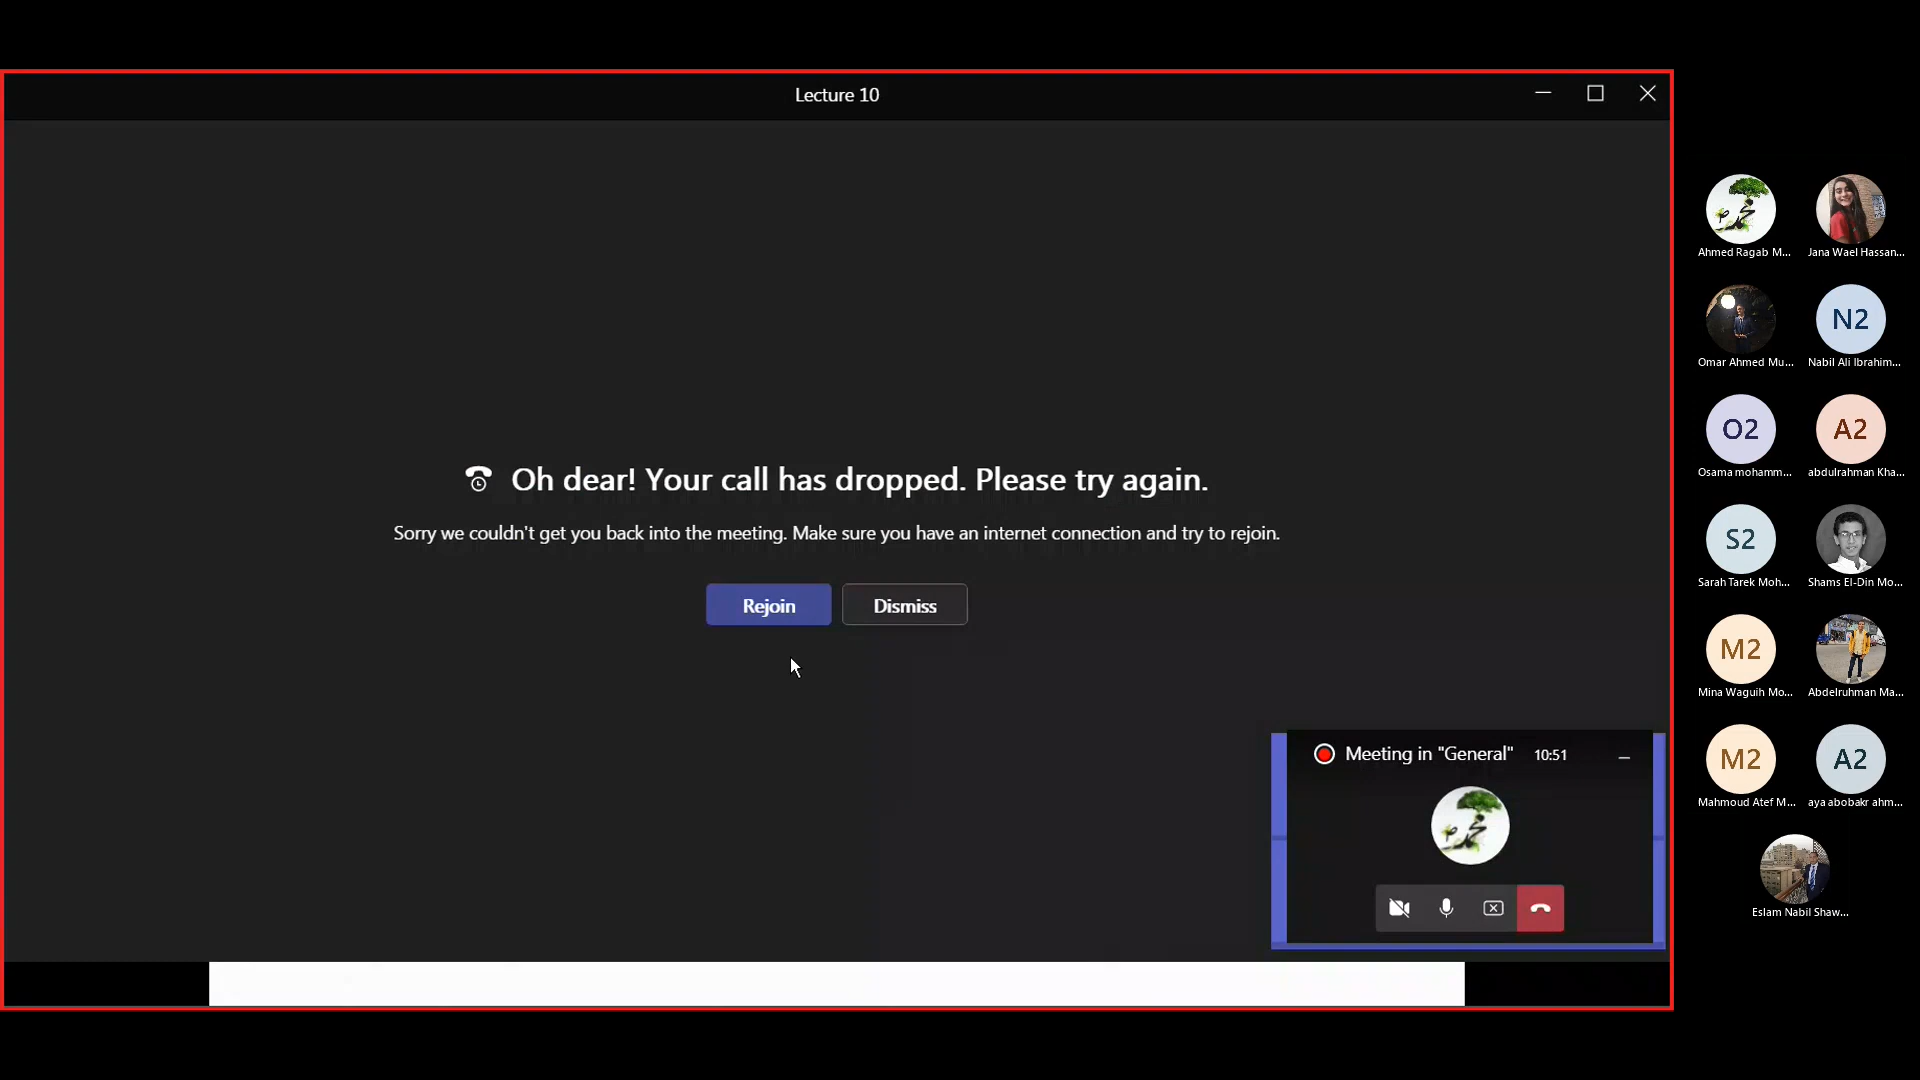 Lecture 10
Oh dear! Your call has dropped. Please try again.
Sorry we couldn't get you back into the meeting. Make sure you have an internet connection and try to rejoin.
Rejoin
Dismiss
Meeting in "General" 10:51
Ahmed Ragab M...
Jana Wael Hassan...
Omar Ahmed Mu...
N2
Nabil Ali Ibrahim...
O2
Osama mohamm...
A2
abdulrahman Kha...
S2
Sarah Tarek Moh...
Shams El-Din Mo...
M2
Mina Waguih Mo...
Abdelruhman Ma...
M2
Mahmoud Atef M...
A2
aya abobakr ahm...
Eslam Nabil Shaw...